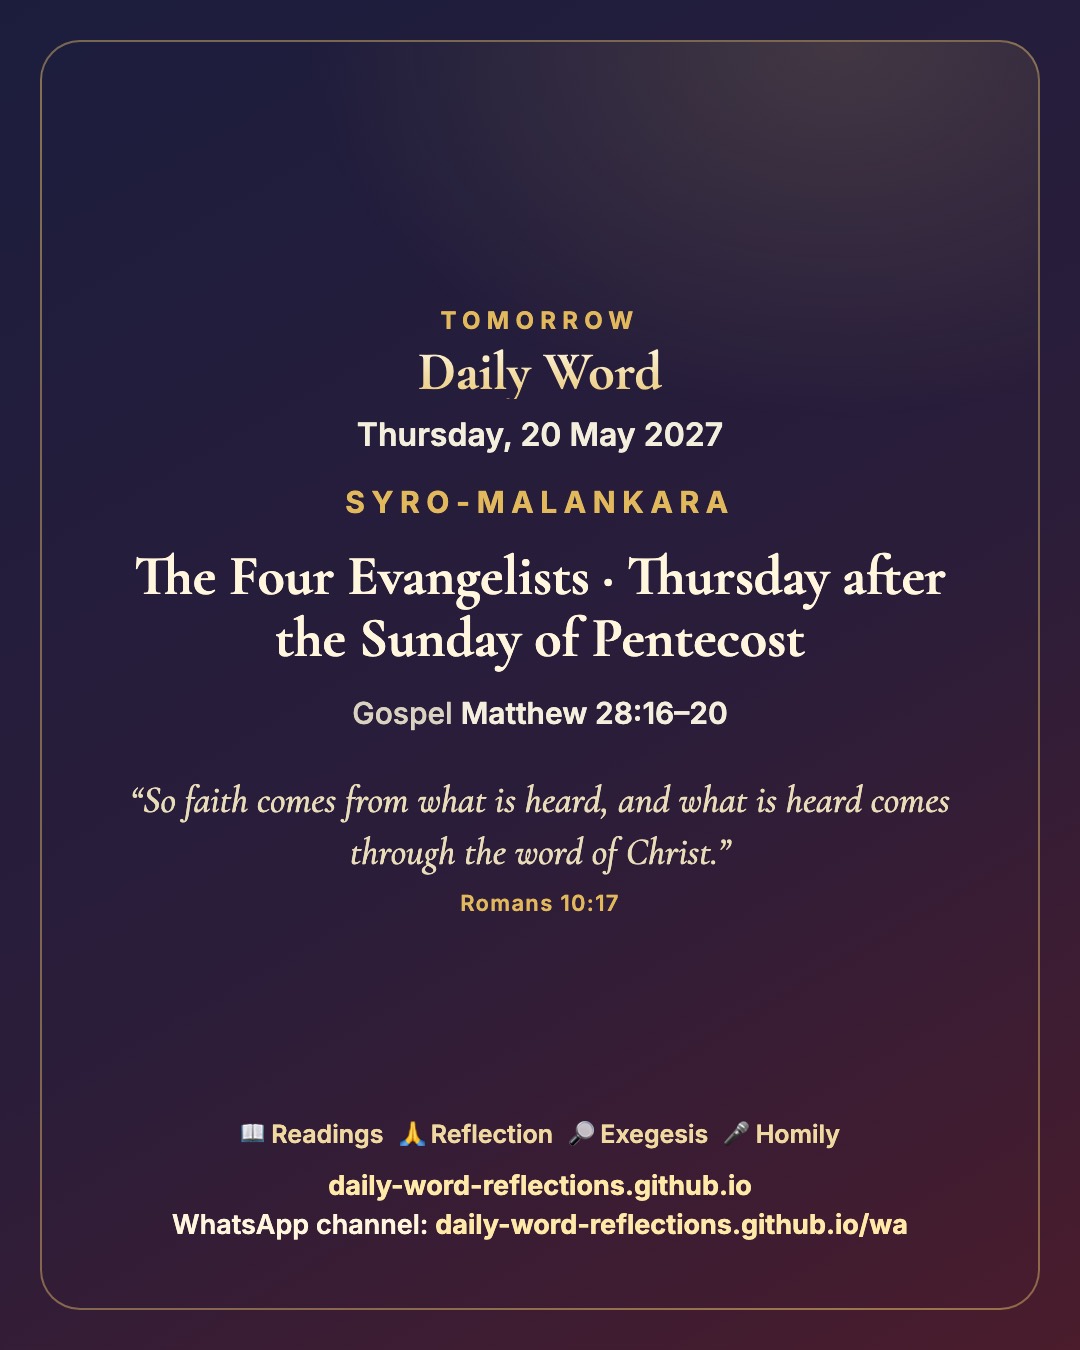 TOMORROW
Daily Word
Thursday, 20 May 2027
SYRO-MALANKARA
The Four Evangelists · Thursday after
the Sunday of Pentecost
Gospel Matthew 28:16–20
“So faith comes from what is heard, and what is heard comes
through the word of Christ.”
Romans 10:17
📖 Readings 🙏 Reflection 🔎 Exegesis 🎤 Homily
daily-word-reflections.github.io
WhatsApp channel: daily-word-reflections.github.io/wa